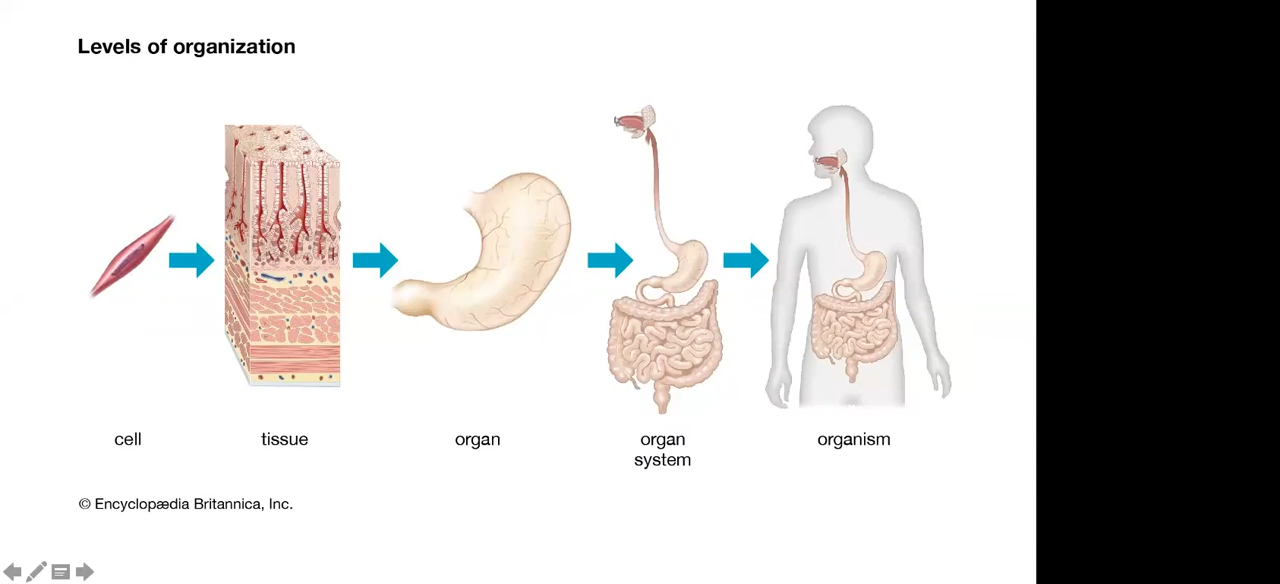 Levels of organization
cell
tissue
organ
organ
system
organism
© Encyclopædia Britannica, Inc.